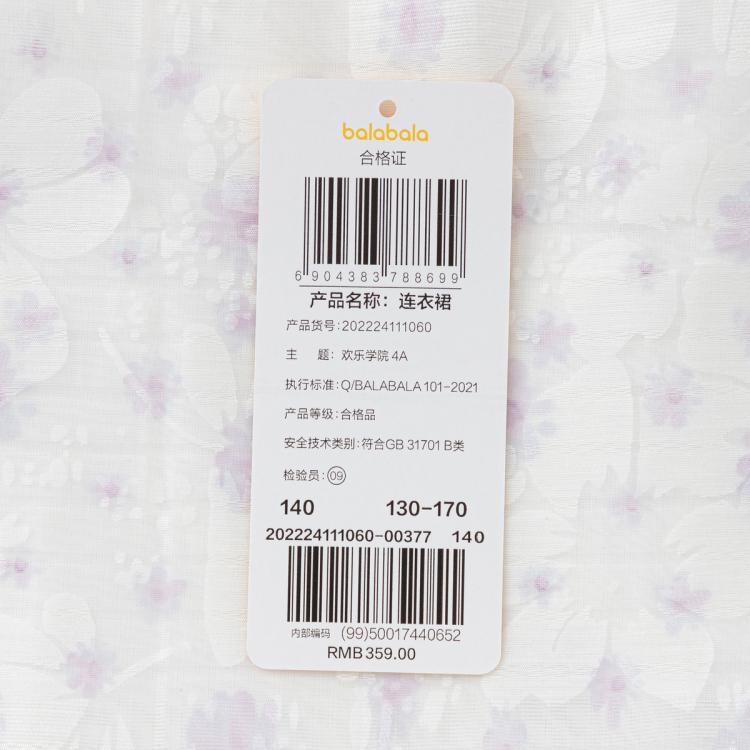 balabala
合格证
6 904383 788699
产品名称：连衣裙
产品货号:202224111060
主 题: 欢乐学院 4A
执行标准:Q/BALABALA 101-2021
产品等级:合格品
安全技术类别:符合GB 31701 B类
检验员:09
140 130-170
202224111060-00377 140
内部编码 (99)50017440652
RMB 359.00